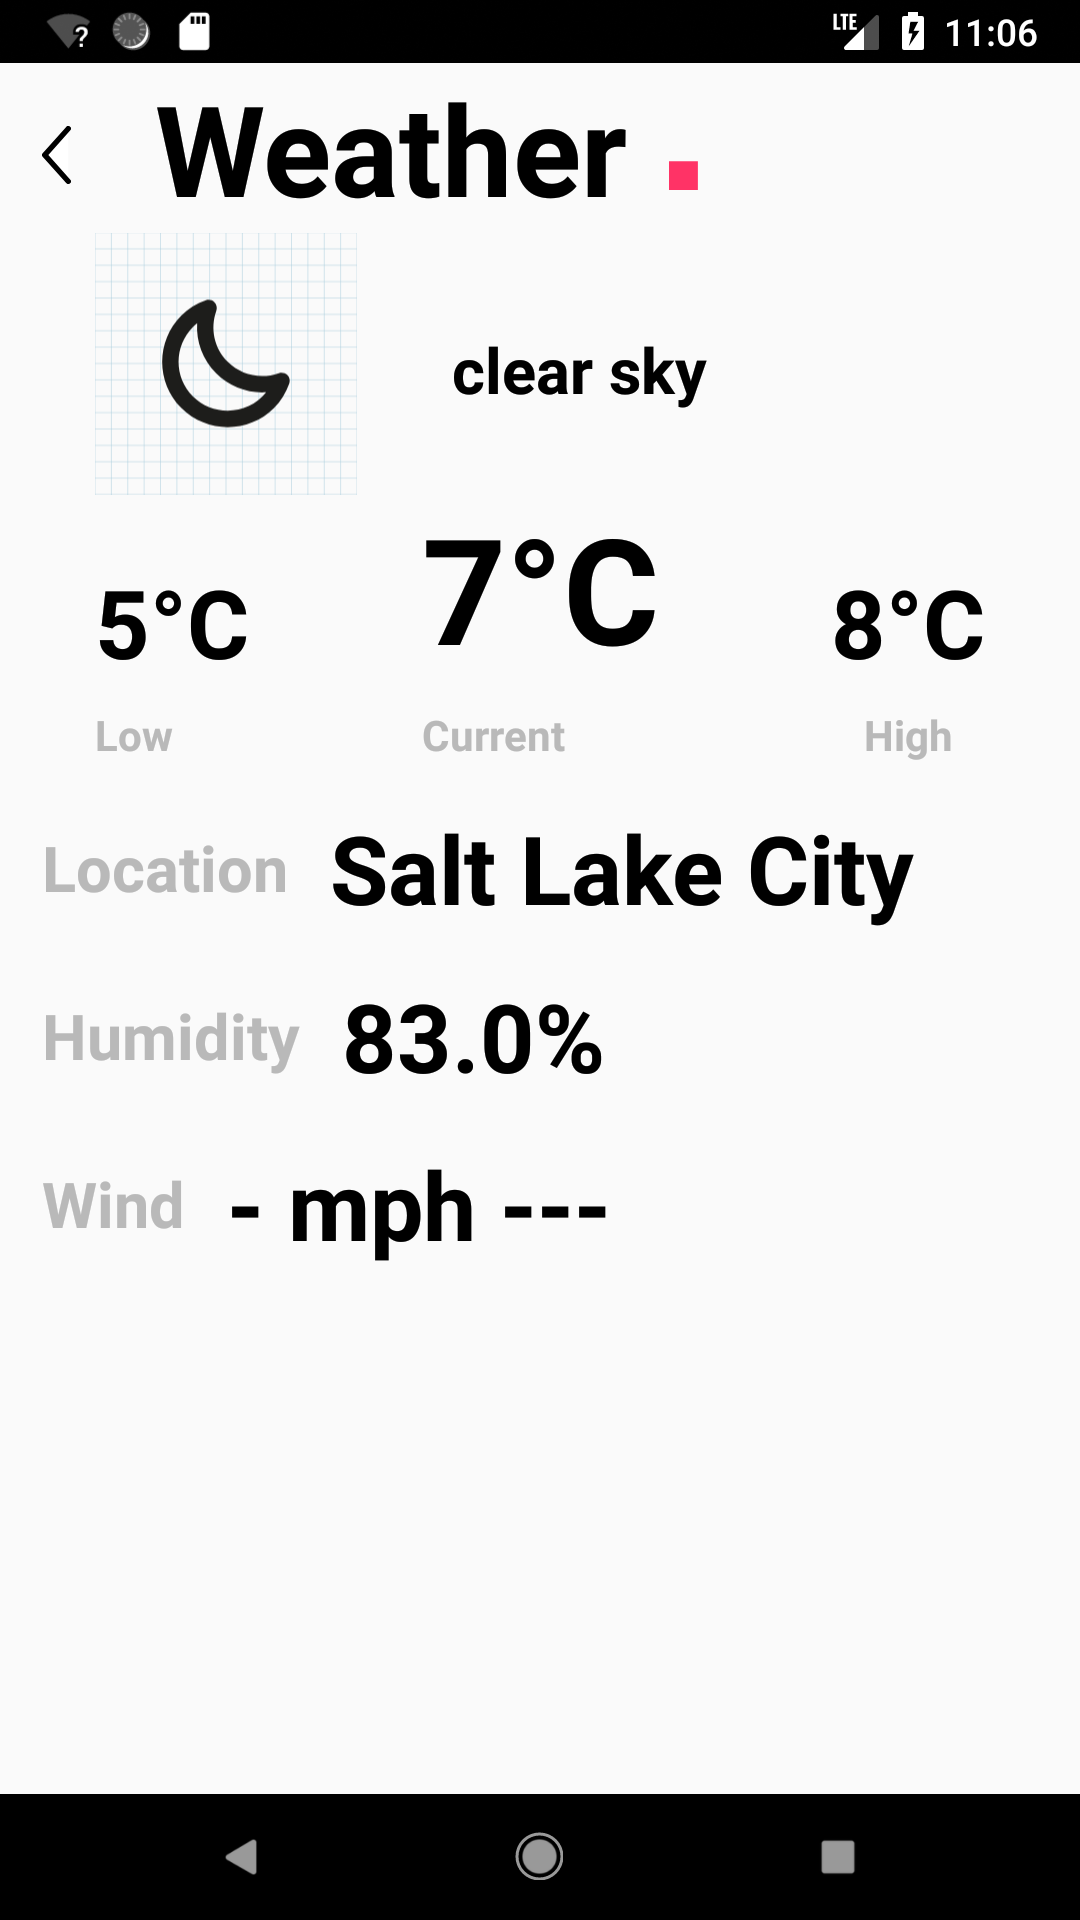 LTE 11:06
Weather
clear sky
5°C 7°C 8°C
Low Current High
Location Salt Lake City
Humidity 83.0%
Wind - mph ---